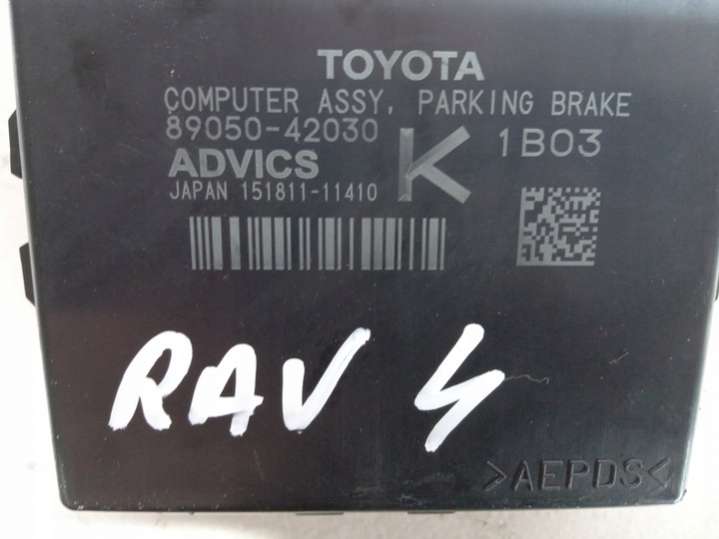 TOYOTA
COMPUTER ASSY, PARKING BRAKE
89050-42030 K 1B03
ADVICS
JAPAN 151811-11410
RAV 4
>AEPDS<